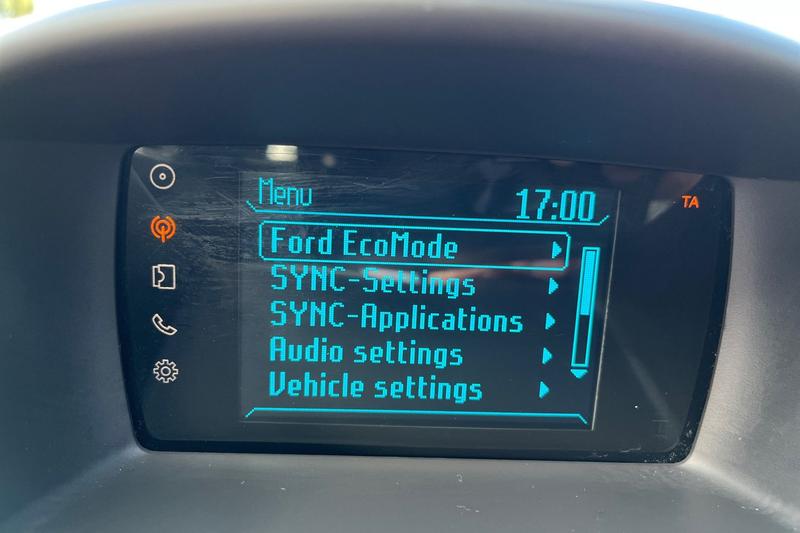 Menu
17:00
TA
Ford EcoMode
SYNC-Settings
SYNC-Applications
Audio settings
Vehicle settings